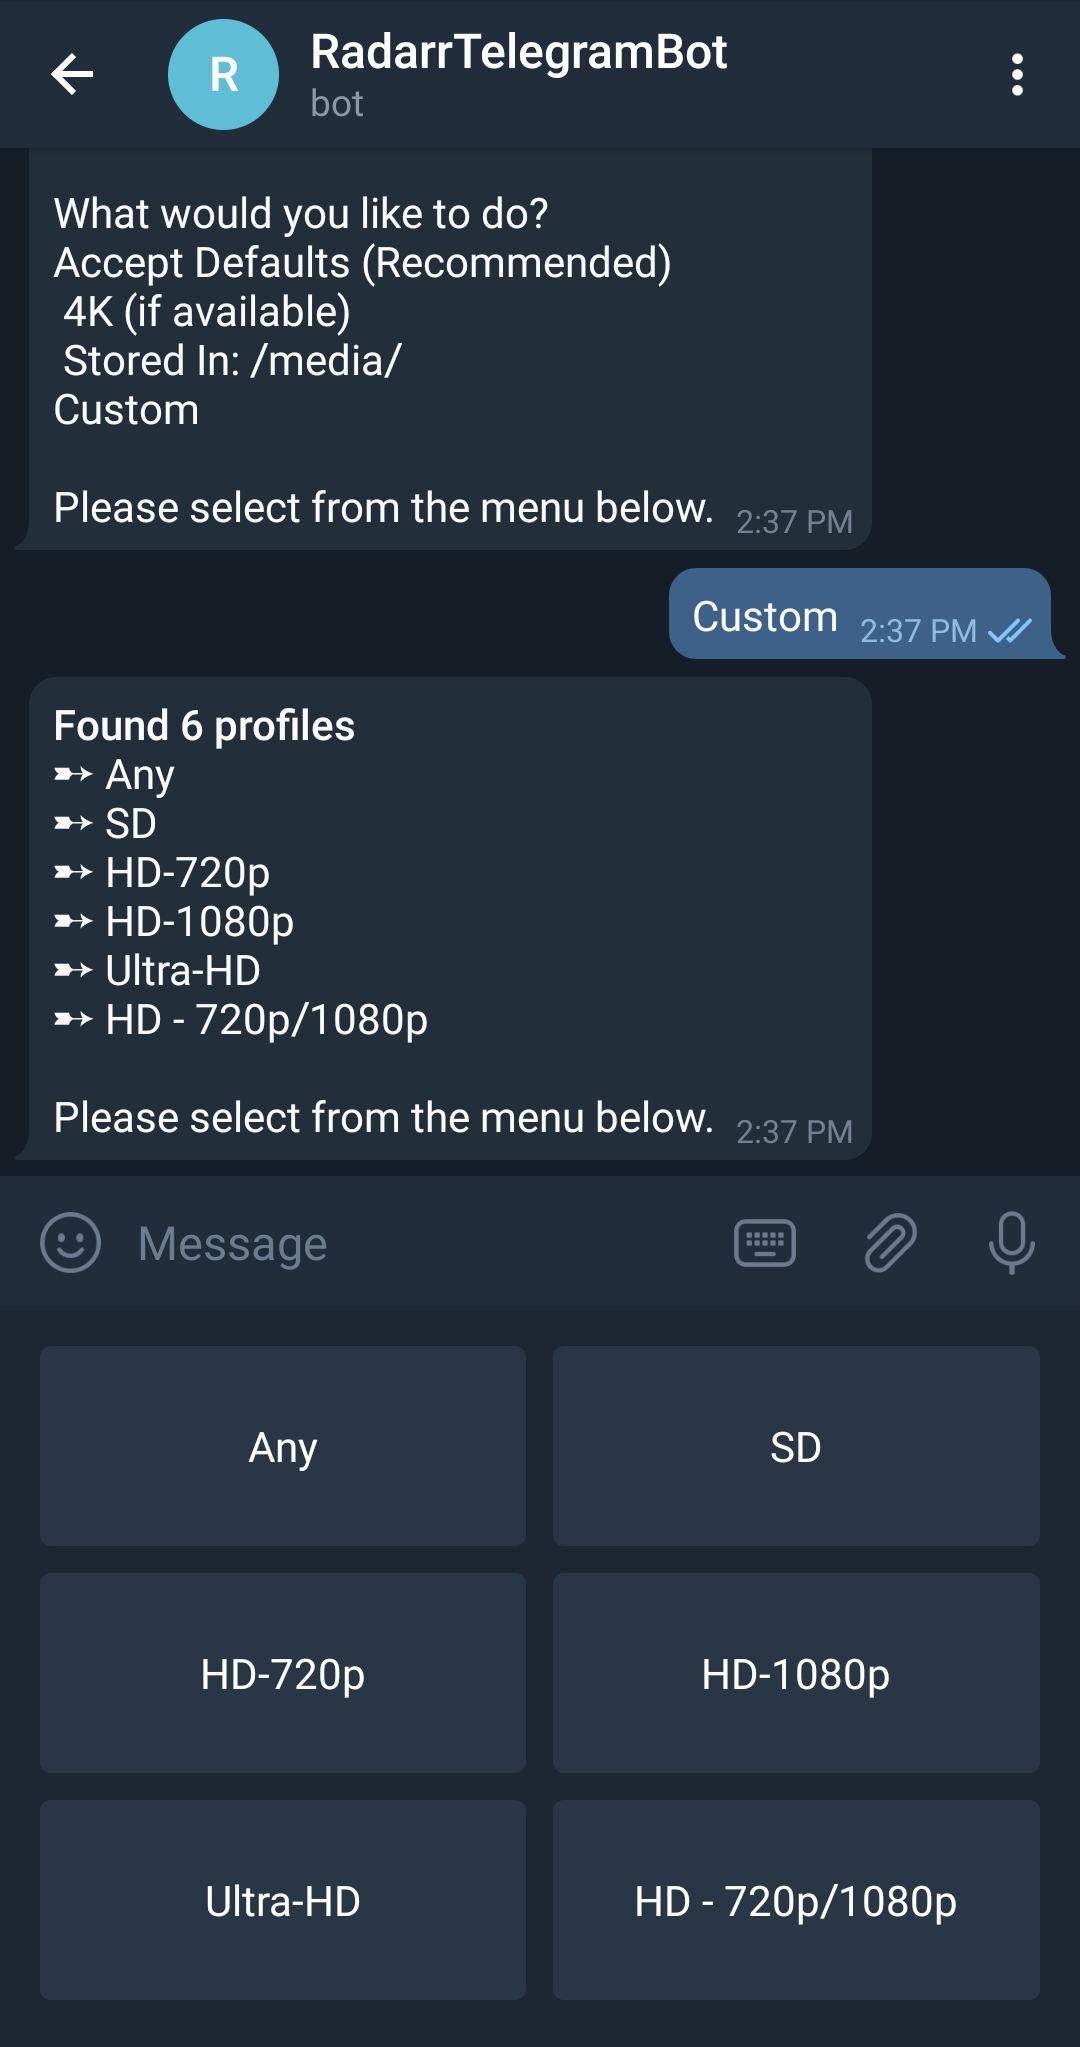 R
RadarrTelegramBot
bot
What would you like to do?
Accept Defaults (Recommended)
4K (if available)
Stored In: /media/
Custom
Please select from the menu below. 2:37 PM
Custom 2:37 PM
Found 6 profiles
➳ Any
➳ SD
➳ HD-720p
➳ HD-1080p
➳ Ultra-HD
➳ HD - 720p/1080p
Please select from the menu below. 2:37 PM
Message
Any
SD
HD-720p
HD-1080p
Ultra-HD
HD - 720p/1080p